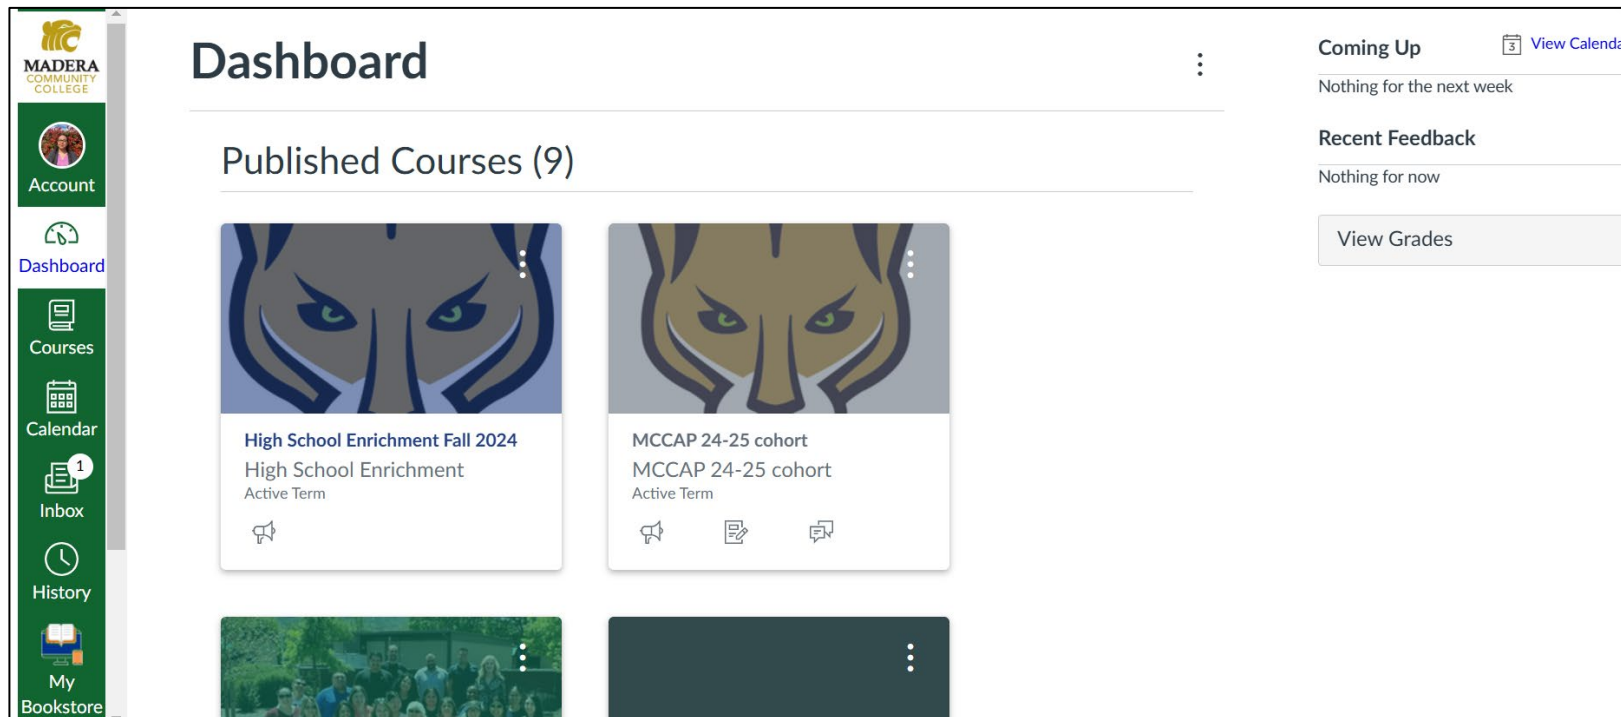 MADERA
COMMUNITY
COLLEGE
Account
Dashboard
Courses
Calendar
1
Inbox
History
My
Bookstore
Dashboard
Published Courses (9)
High School Enrichment Fall 2024
High School Enrichment
Active Term
MCCAP 24-25 cohort
MCCAP 24-25 cohort
Active Term
Coming Up
3 View Calenda
Nothing for the next week
Recent Feedback
Nothing for now
View Grades